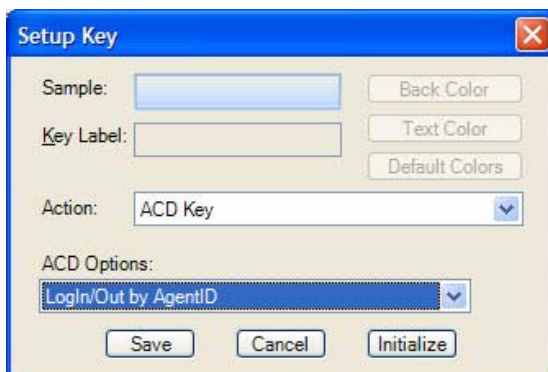 Setup Key
Sample:
Back Color
Key Label:
Text Color
Default Colors
Action:
ACD Key
ACD Options:
LogIn/Out by AgentID
Save Cancel Initialize